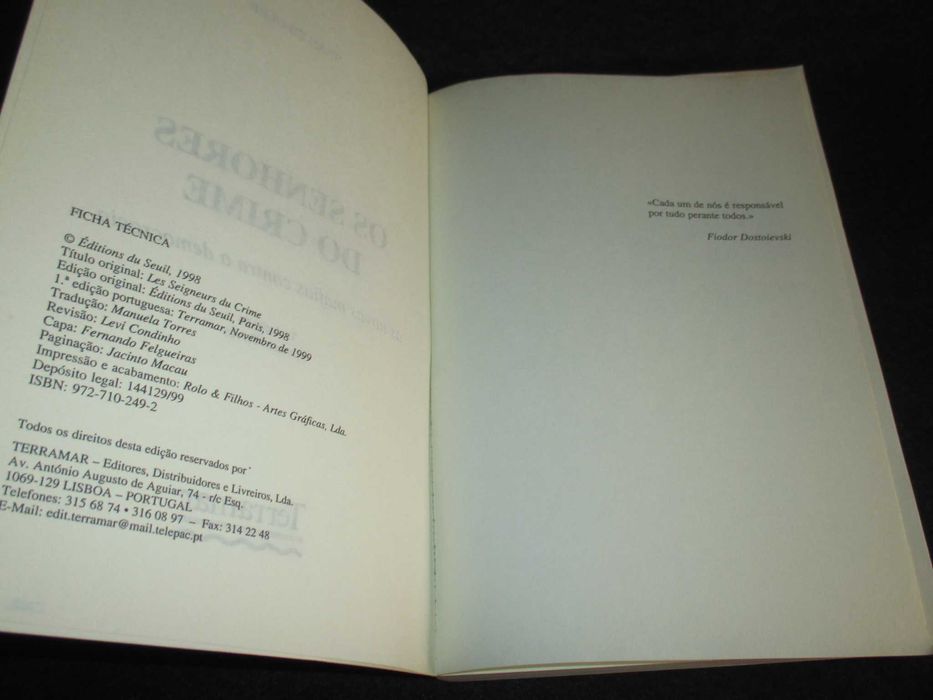 FICHA TÉCNICA
© Éditions du Seuil, 1998
Título original: Les Seigneurs du Crime
Edição original: Éditions du Seuil, Paris, 1998
1.ª edição portuguesa: Terramar, Novembro de 1999
Tradução: Manuela Torres
Revisão: Levi Condinho
Capa: Fernando Felgueiras
Paginação: Jacinto Macau
Impressão e acabamento: Rolo & Filhos - Artes Gráficas, Lda.
Depósito legal: 144129/99
ISBN: 972-710-249-2
Todos os direitos desta edição reservados por
TERRAMAR – Editores, Distribuidores e Livreiros, Lda.
Av. António Augusto de Aguiar, 74 - r/c Esq.
1069-129 LISBOA – PORTUGAL
Telefones: 315 68 74 • 316 08 97 – Fax: 314 22 48
E-Mail: edit.terramar@mail.telepac.pt
OS SENHORES
DO CRIME
Terramar
«Cada um de nós é responsável
por tudo perante todos.»
Fiodor Dostoievski